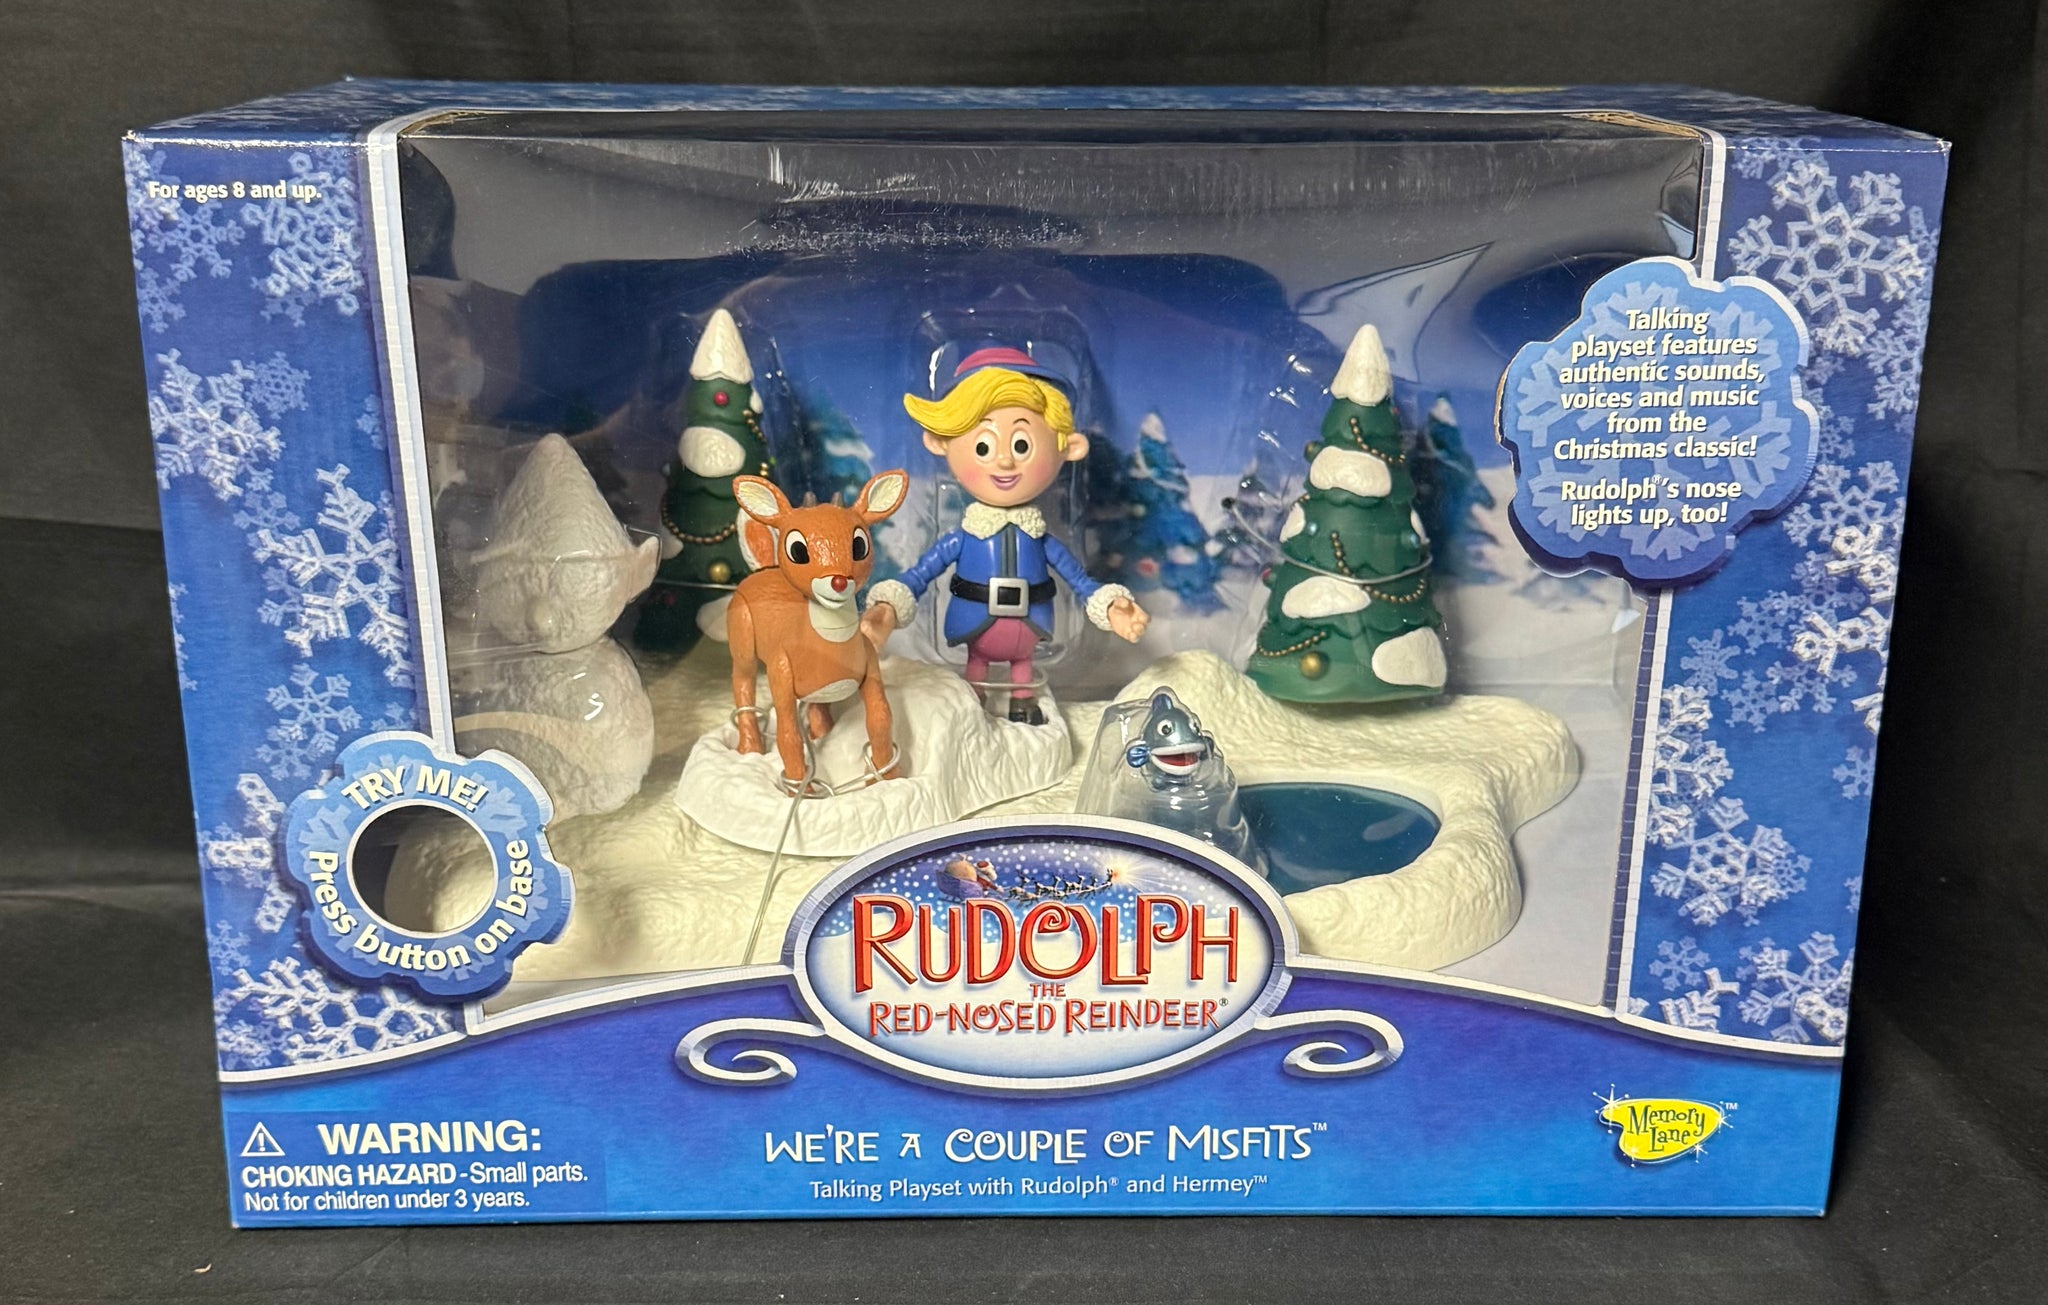 For ages 8 and up.
Talking
playset features
authentic sounds,
voices and music
from the
Christmas classic!
Rudolph®'s nose
lights up, too!
TRY ME!
Press button on base
RUDOLPH
THE
RED-NOSED REINDEER®
⚠ WARNING:
CHOKING HAZARD - Small parts.
Not for children under 3 years.
WE'RE A COUPLE OF MISFITS™
Talking Playset with Rudolph® and Hermey™
Memory
Lane™